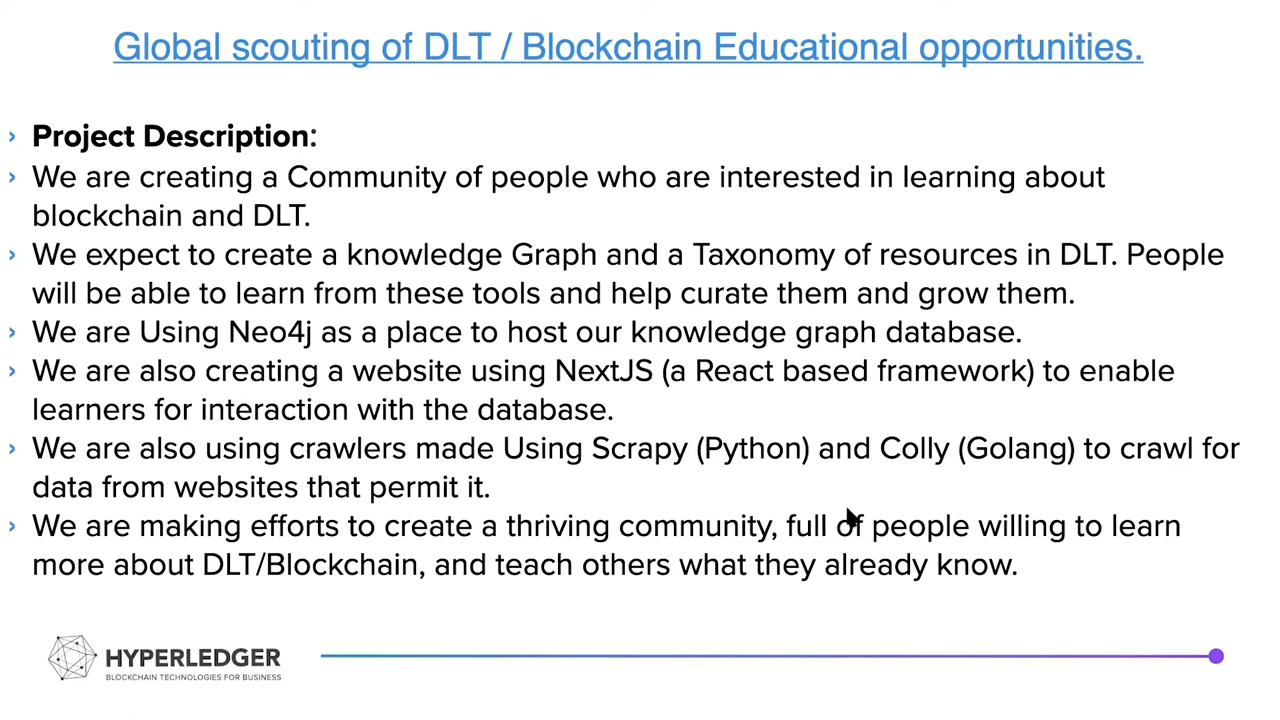 Global scouting of DLT / Blockchain Educational opportunities.
› Project Description:
› We are creating a Community of people who are interested in learning about
blockchain and DLT.
› We expect to create a knowledge Graph and a Taxonomy of resources in DLT. People
will be able to learn from these tools and help curate them and grow them.
› We are Using Neo4j as a place to host our knowledge graph database.
› We are also creating a website using NextJS (a React based framework) to enable
learners for interaction with the database.
› We are also using crawlers made Using Scrapy (Python) and Colly (Golang) to crawl for
data from websites that permit it.
› We are making efforts to create a thriving community, full of people willing to learn
more about DLT/Blockchain, and teach others what they already know.
HYPERLEDGER
BLOCKCHAIN TECHNOLOGIES FOR BUSINESS